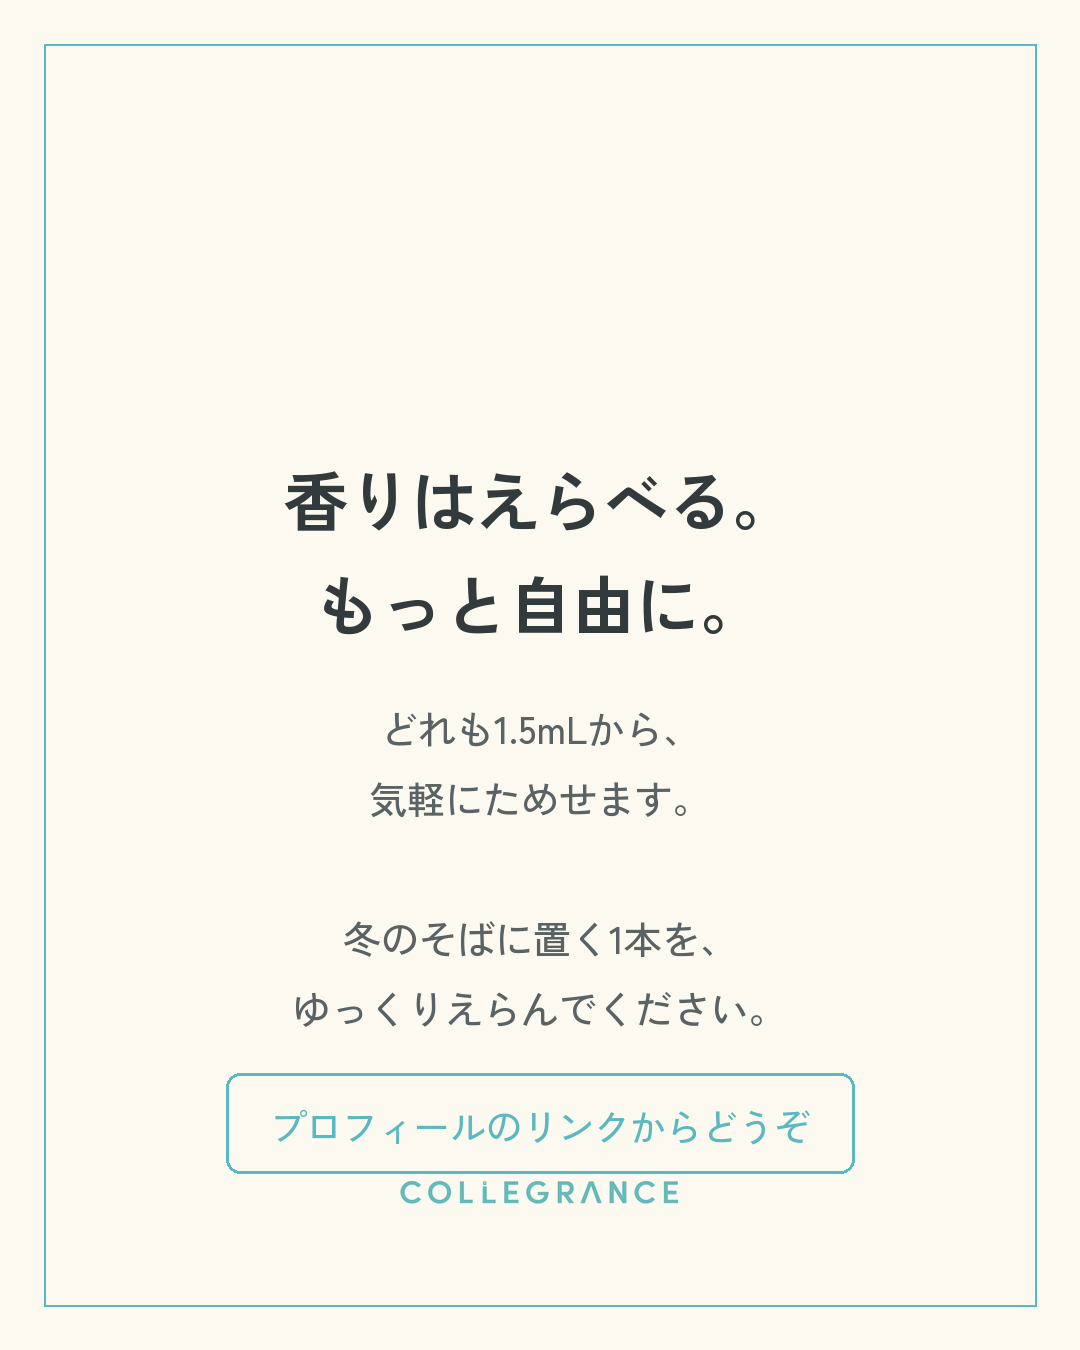 香りはえらべる。
もっと自由に。
どれも1.5mLから、
気軽にためせます。
冬のそばに置く1本を、
ゆっくりえらんでください。
プロフィールのリンクからどうぞ
COLLEGRANCE